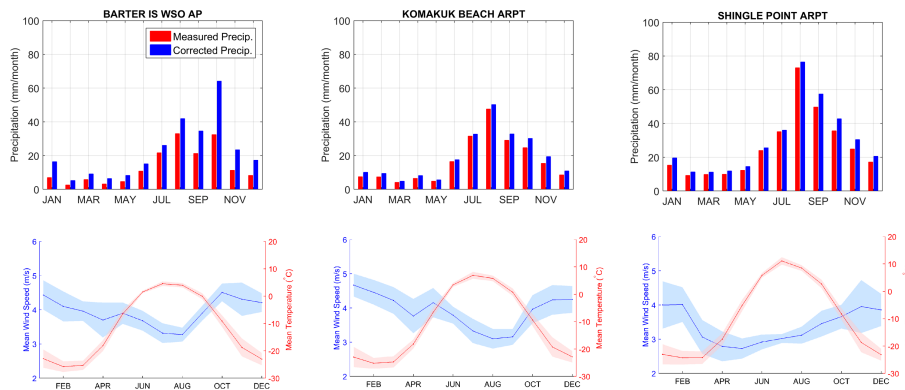 BARTER IS WSO AP
Precipitation (mm/month)
100
80
60
40
20
0
Measured Precip.
Corrected Precip.
JAN MAR MAY JUL SEP NOV
KOMAKUK BEACH ARPT
Precipitation (mm/month)
100
80
60
40
20
0
JAN MAR MAY JUL SEP NOV
SHINGLE POINT ARPT
Precipitation (mm/month)
100
80
60
40
20
0
JAN MAR MAY JUL SEP NOV
Mean Wind Speed (m/s)
6
5
4
3
2
20
10
0
-10
-20
-30
Mean Temperature (°C)
FEB APR JUN AUG OCT DEC
Mean Wind Speed (m/s)
6
5
4
3
2
20
10
0
-10
-20
-30
Mean Temperature (°C)
FEB APR JUN AUG OCT DEC
Mean Wind Speed (m/s)
6
5
4
3
2
20
10
0
-10
-20
-30
FEB APR JUN AUG OCT DEC